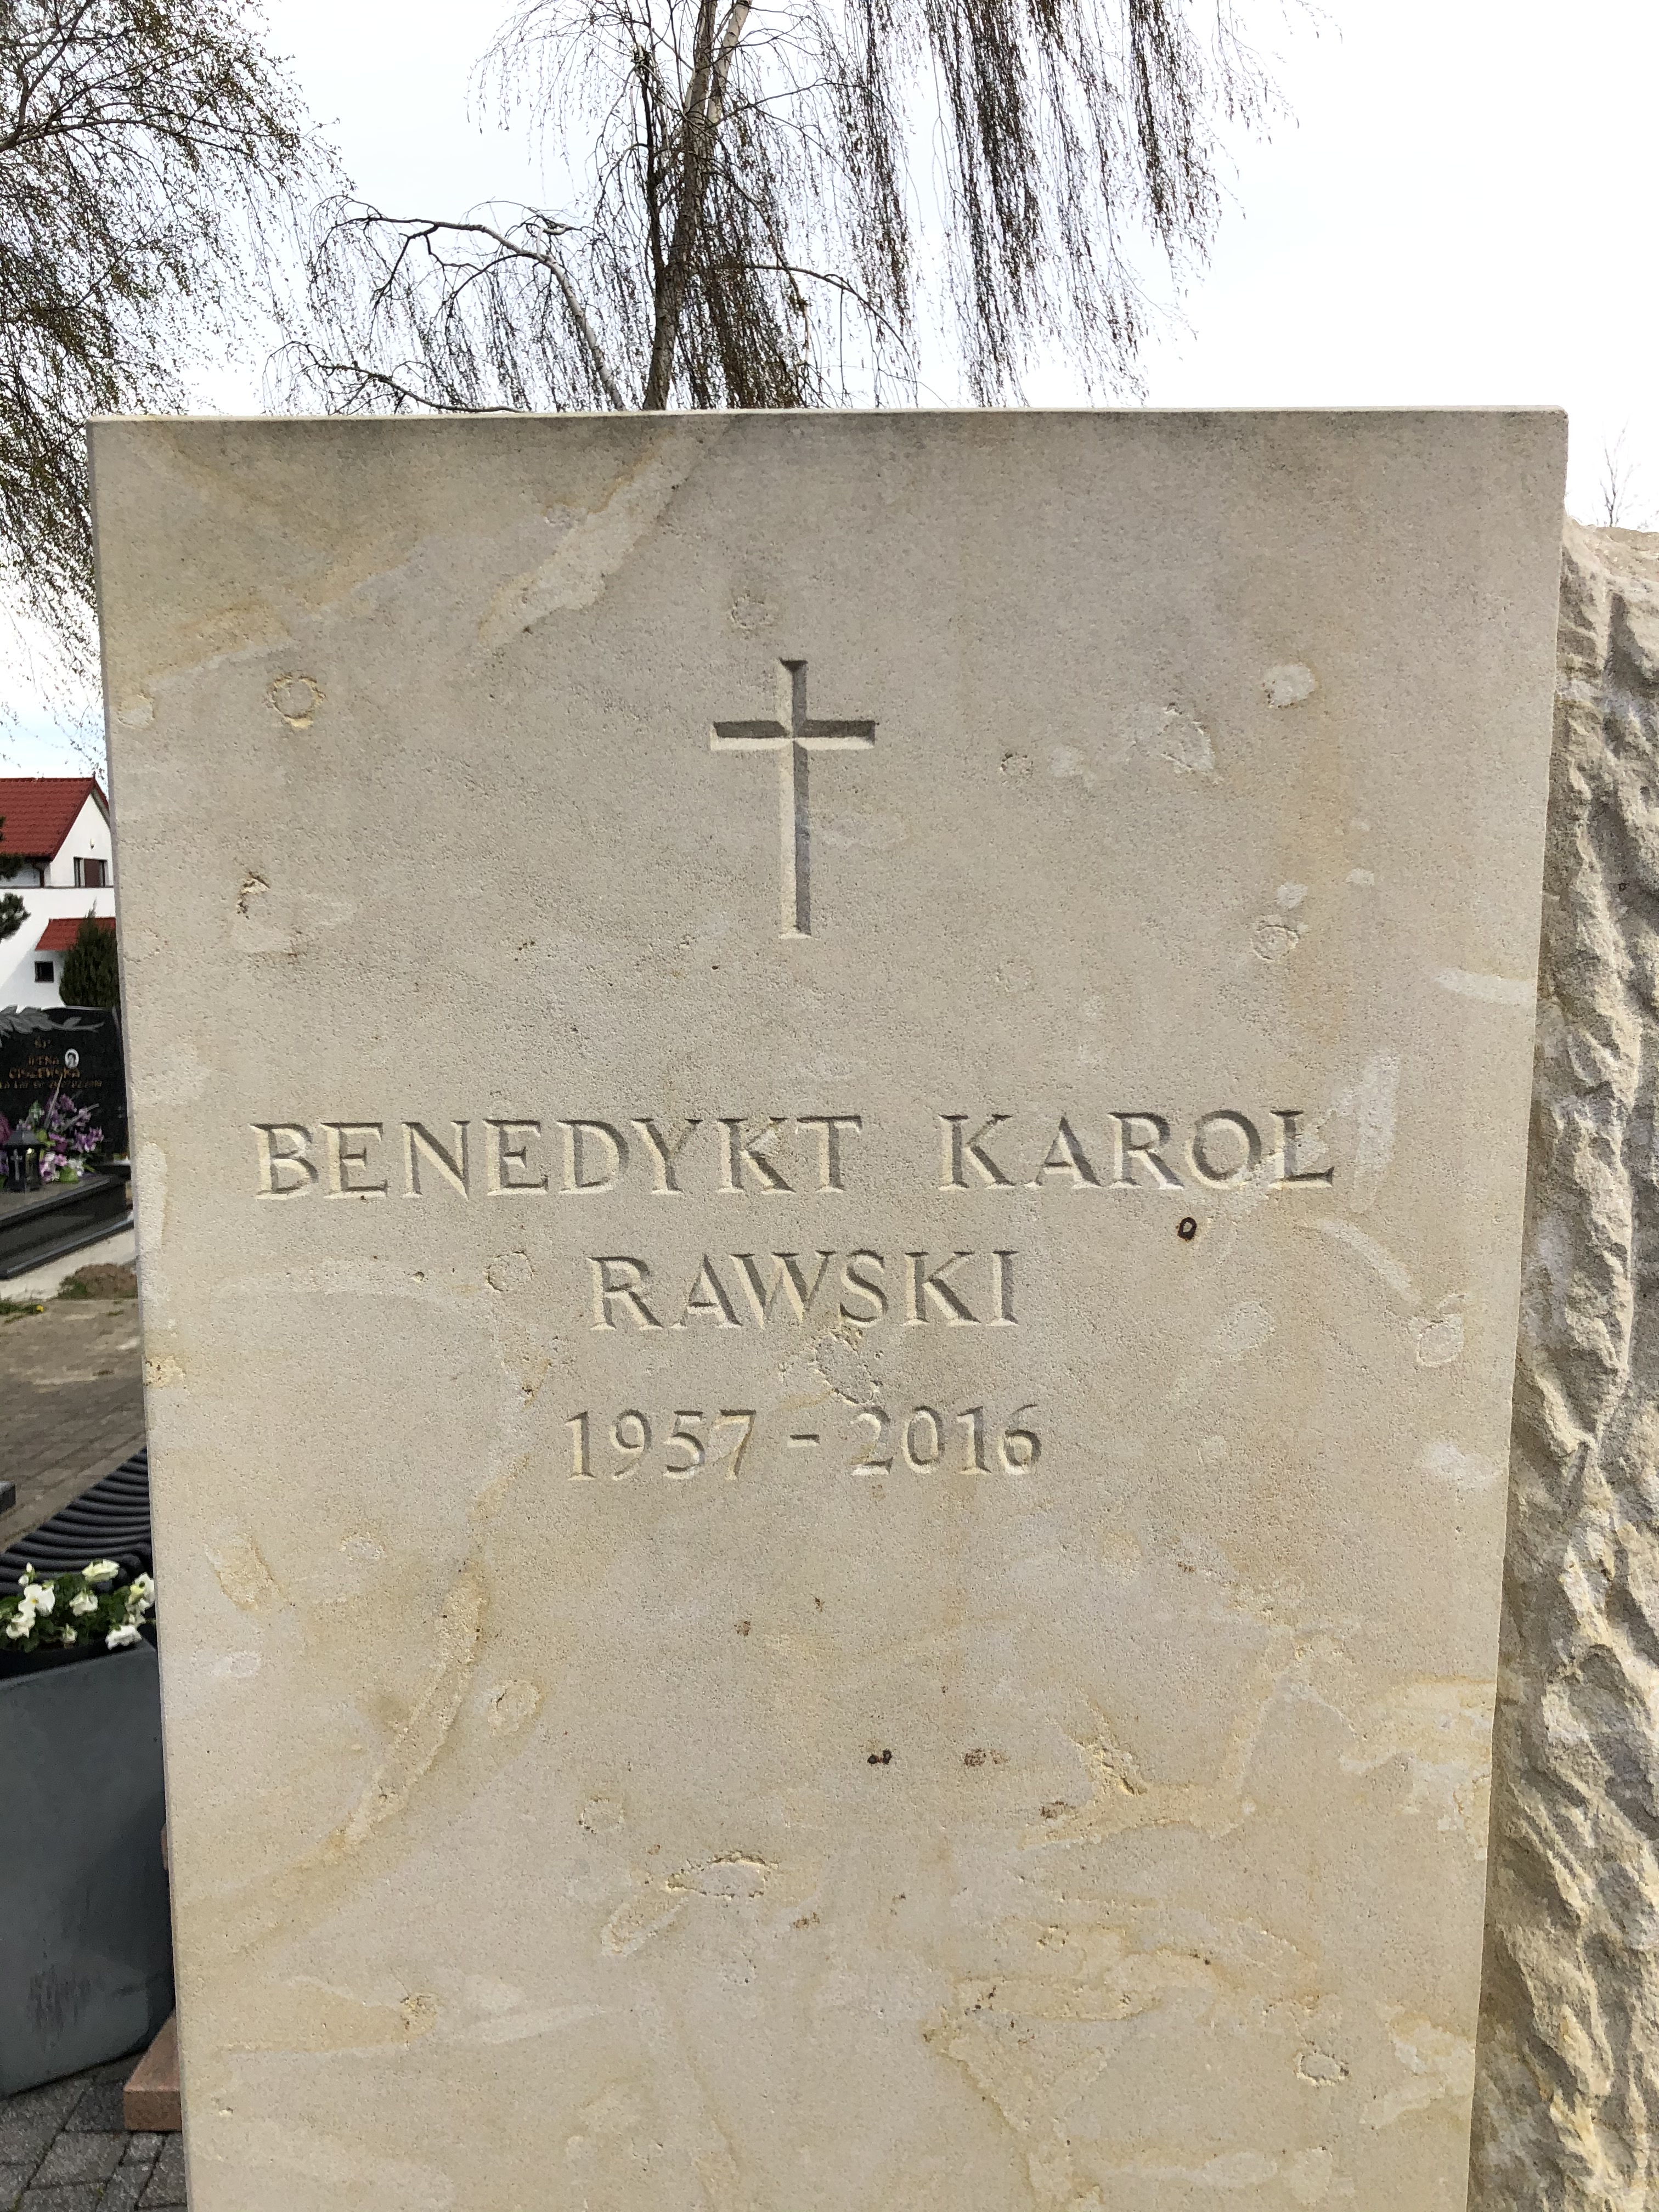 BENEDYKT KAROL
RAWSKI
1957 - 2016